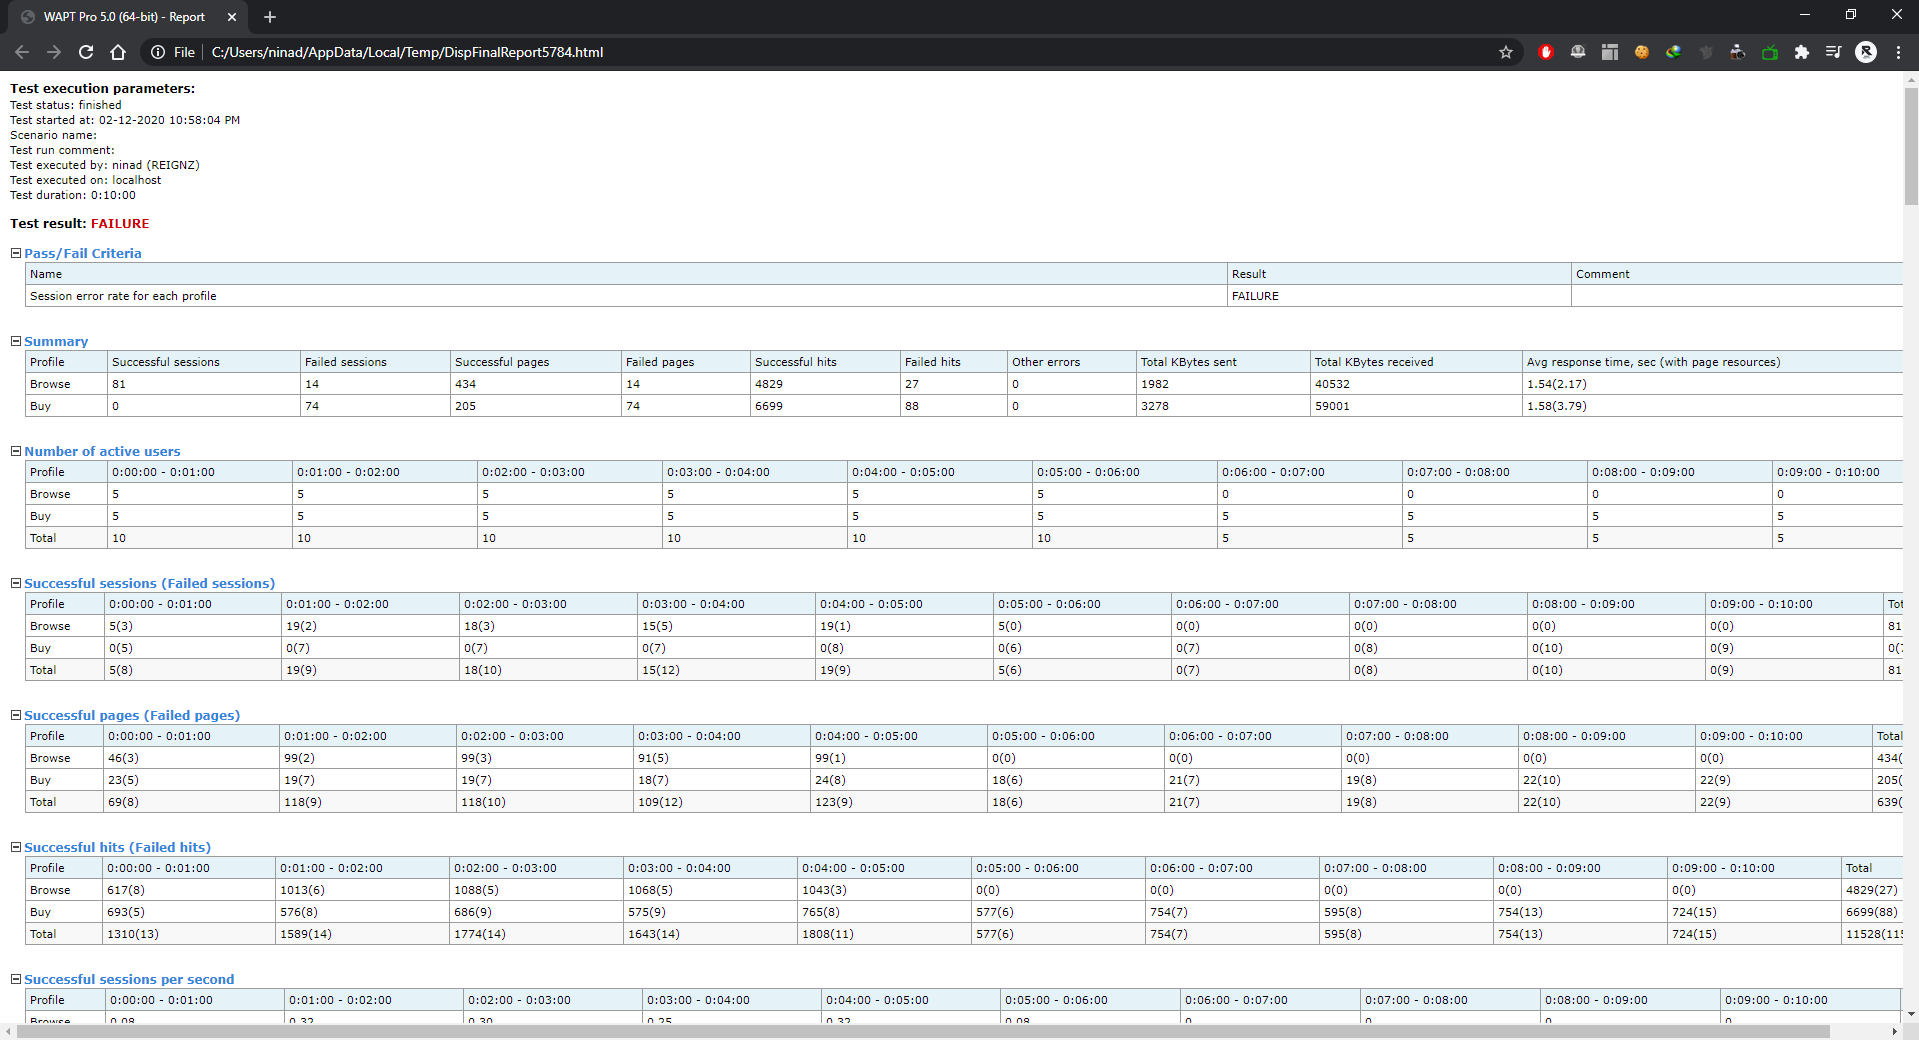 WAPT Pro 5.0 (64-bit) - Report
File C:/Users/ninad/AppData/Local/Temp/DispFinalReport5784.html
Test execution parameters:
Test status: finished
Test started at: 02-12-2020 10:58:04 PM
Scenario name:
Test run comment:
Test executed by: ninad (REIGNZ)
Test executed on: localhost
Test duration: 0:10:00
Test result: FAILURE
Pass/Fail Criteria
Name Result Comment
Session error rate for each profile FAILURE
Summary
Profile Successful sessions Failed sessions Successful pages Failed pages Successful hits Failed hits Other errors Total KBytes sent Total KBytes received Avg response time, sec (with page resources)
Browse 81 14 434 14 4829 27 0 1982 40532 1.54(2.17)
Buy 0 74 205 74 6699 88 0 3278 59001 1.58(3.79)
Number of active users
Profile 0:00:00 - 0:01:00 0:01:00 - 0:02:00 0:02:00 - 0:03:00 0:03:00 - 0:04:00 0:04:00 - 0:05:00 0:05:00 - 0:06:00 0:06:00 - 0:07:00 0:07:00 - 0:08:00 0:08:00 - 0:09:00 0:09:00 - 0:10:00
Browse 5 5 5 5 5 5 0 0 0 0
Buy 5 5 5 5 5 5 5 5 5 5
Total 10 10 10 10 10 10 5 5 5 5
Successful sessions (Failed sessions)
Profile 0:00:00 - 0:01:00 0:01:00 - 0:02:00 0:02:00 - 0:03:00 0:03:00 - 0:04:00 0:04:00 - 0:05:00 0:05:00 - 0:06:00 0:06:00 - 0:07:00 0:07:00 - 0:08:00 0:08:00 - 0:09:00 0:09:00 - 0:10:00
Browse 5(3) 19(2) 18(3) 15(5) 19(1) 5(0) 0(0) 0(0) 0(0) 0(0) 81
Buy 0(5) 0(7) 0(7) 0(7) 0(8) 0(6) 0(7) 0(8) 0(10) 0(9)
Total 5(8) 19(9) 18(10) 15(12) 19(9) 5(6) 0(7) 0(8) 0(10) 0(9) 81
Successful pages (Failed pages)
Profile 0:00:00 - 0:01:00 0:01:00 - 0:02:00 0:02:00 - 0:03:00 0:03:00 - 0:04:00 0:04:00 - 0:05:00 0:05:00 - 0:06:00 0:06:00 - 0:07:00 0:07:00 - 0:08:00 0:08:00 - 0:09:00 0:09:00 - 0:10:00 Total
Browse 46(3) 99(2) 99(3) 91(5) 99(1) 0(0) 0(0) 0(0) 0(0) 0(0) 434(
Buy 23(5) 19(7) 19(7) 18(7) 24(8) 18(6) 21(7) 19(8) 22(10) 22(9) 205(
Total 69(8) 118(9) 118(10) 109(12) 123(9) 18(6) 21(7) 19(8) 22(10) 22(9) 639(
Successful hits (Failed hits)
Profile 0:00:00 - 0:01:00 0:01:00 - 0:02:00 0:02:00 - 0:03:00 0:03:00 - 0:04:00 0:04:00 - 0:05:00 0:05:00 - 0:06:00 0:06:00 - 0:07:00 0:07:00 - 0:08:00 0:08:00 - 0:09:00 0:09:00 - 0:10:00 Total
Browse 617(8) 1013(6) 1088(5) 1068(5) 1043(3) 0(0) 0(0) 0(0) 0(0) 0(0) 4829(27)
Buy 693(5) 576(8) 686(9) 575(9) 765(8) 577(6) 754(7) 595(8) 754(13) 724(15) 6699(88)
Total 1310(13) 1589(14) 1774(14) 1643(14) 1808(11) 577(6) 754(7) 595(8) 754(13) 724(15) 11528(115
Successful sessions per second
Profile 0:00:00 - 0:01:00 0:01:00 - 0:02:00 0:02:00 - 0:03:00 0:03:00 - 0:04:00 0:04:00 - 0:05:00 0:05:00 - 0:06:00 0:06:00 - 0:07:00 0:07:00 - 0:08:00 0:08:00 - 0:09:00 0:09:00 - 0:10:00
Browse 0.08 0.32 0.30 0.25 0.32 0.08 0 0 0 0